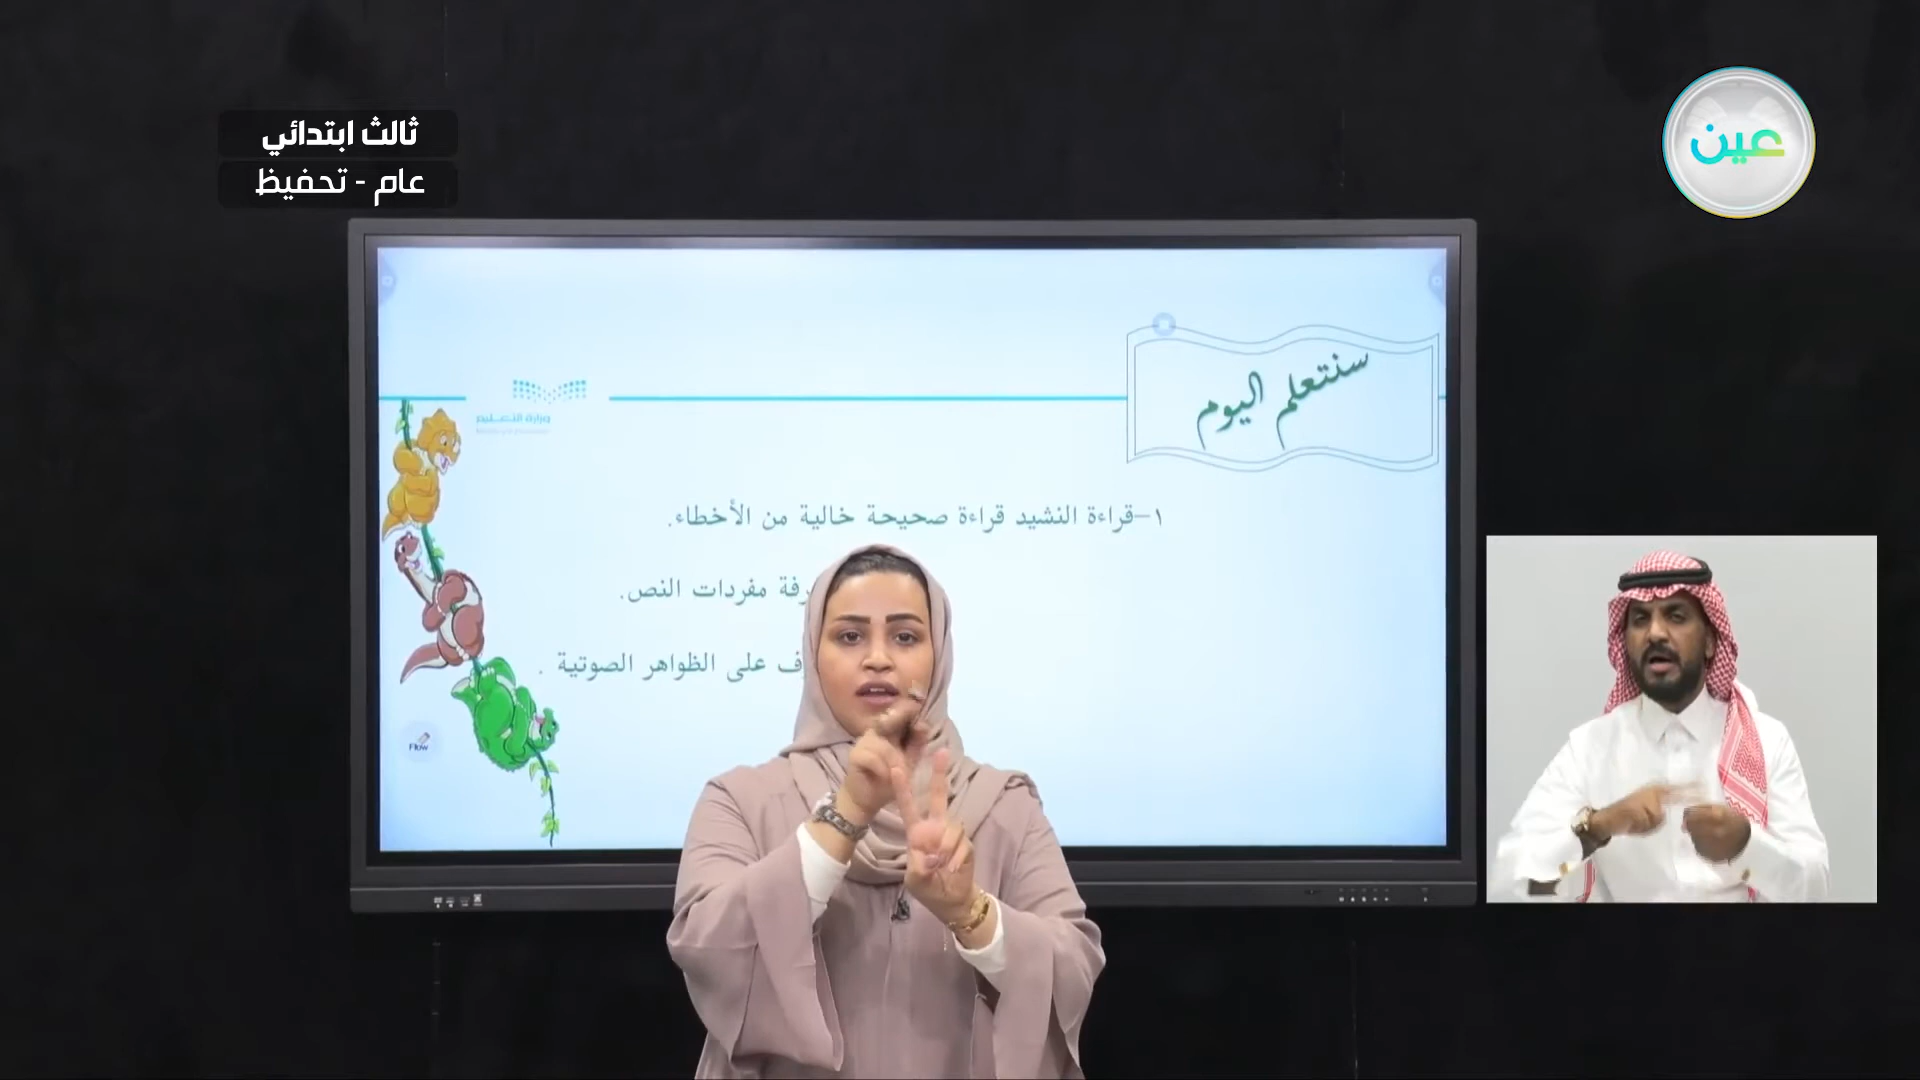 ثالث ابتدائي
عام - تحفيظ
عين
سنتعلم اليوم
وزارة التعليم
١-قراءة النشيد قراءة صحيحة خالية من الأخطاء.
مفردات النص.
على الظواهر الصوتية .
Flow